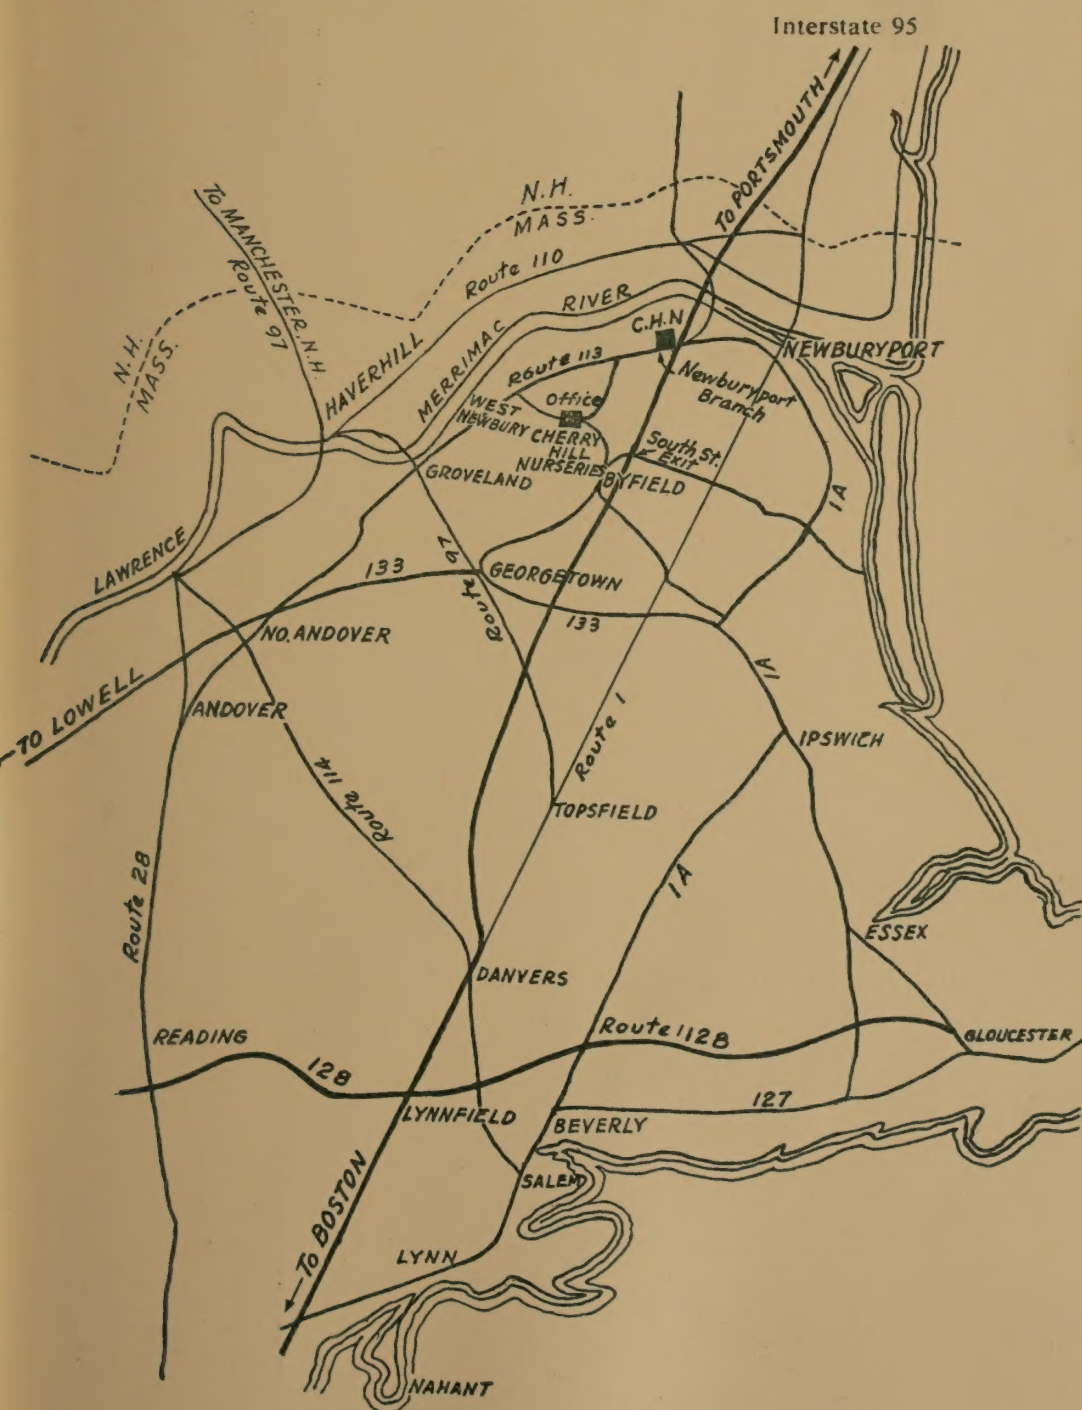 Interstate 95
To PORTSMOUTH
To MANCHESTER, N.H.
Route 97
N.H.
MASS.
N.H.
MASS.
Route 110
RIVER
MERRIMAC
HAVERHILL
C.H.N
NEWBURYPORT
Route 113
Newburyport
Branch
Office
WEST
NEWBURY
CHERRY
HILL
NURSERIES
South St.
Exit
BYFIELD
GROVELAND
1A
LAWRENCE
133
Route 97
GEORGETOWN
133
NO. ANDOVER
1A
TO LOWELL
ANDOVER
IPSWICH
Route 1
Route 114
TOPSFIELD
1A
Route 28
ESSEX
DANVERS
READING
Route 1128
GLOUCESTER
128
LYNNFIELD
127
BEVERLY
SALEM
To BOSTON
LYNN
NAHANT